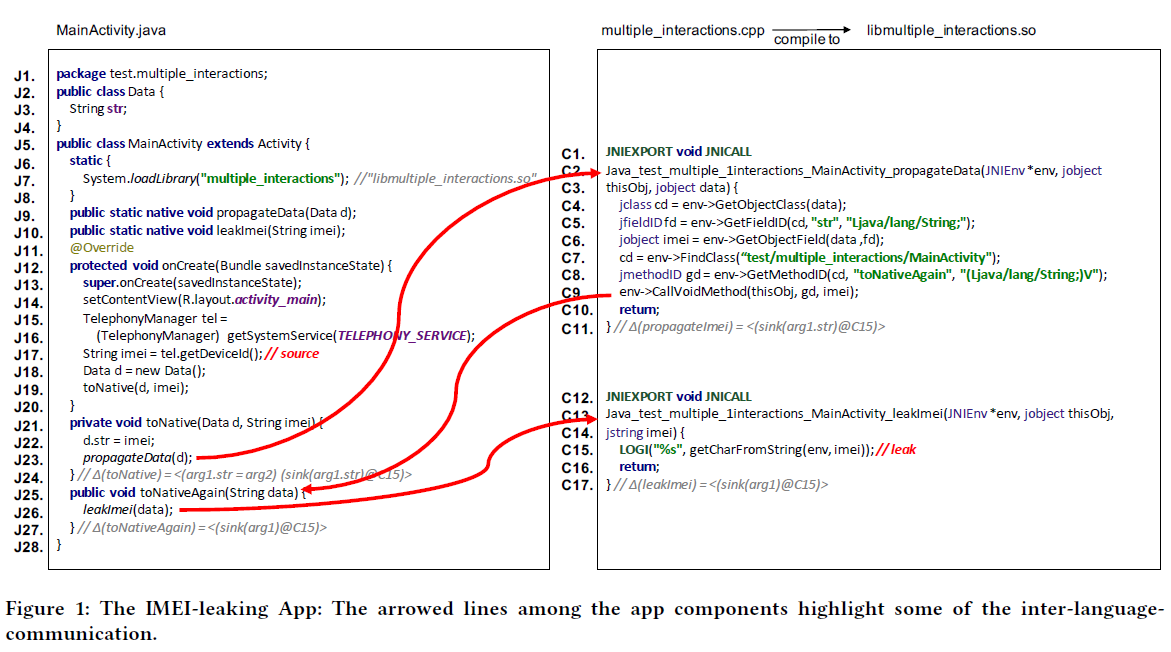 MainActivity.java
multiple_interactions.cpp compile to libmultiple_interactions.so
J1. package test.multiple_interactions;
J2. public class Data {
J3. String str;
J4. }
J5. public class MainActivity extends Activity {
J6. static {
J7. System.loadLibrary("multiple_interactions"); //"libmultiple_interactions.so"
J8. }
J9. public static native void propagateData(Data d);
J10. public static native void leakImei(String imei);
J11. @Override
J12. protected void onCreate(Bundle savedInstanceState) {
J13. super.onCreate(savedInstanceState);
J14. setContentView(R.layout.activity_main);
J15. TelephonyManager tel =
J16. (TelephonyManager) getSystemService(TELEPHONY_SERVICE);
J17. String imei = tel.getDeviceId(); // source
J18. Data d = new Data();
J19. toNative(d, imei);
J20. }
J21. private void toNative(Data d, String imei) {
J22. d.str = imei;
J23. propagateData(d);
J24. } // Δ(toNative) = <(arg1.str = arg2) (sink(arg1.str)@C15)>
J25. public void toNativeAgain(String data) {
J26. leakImei(data);
J27. } // Δ(toNativeAgain) = <(sink(arg1)@C15)>
J28. }
C1. JNIEXPORT void JNICALL
C2. Java_test_multiple_1interactions_MainActivity_propagateData(JNIEnv *env, jobject
C3. thisObj, jobject data) {
C4. jclass cd = env->GetObjectClass(data);
C5. jfieldID fd = env->GetFieldID(cd, "str", "Ljava/lang/String;");
C6. jobject imei = env->GetObjectField(data ,fd);
C7. cd = env->FindClass(“test/multiple_interactions/MainActivity");
C8. jmethodID gd = env->GetMethodID(cd, "toNativeAgain", "(Ljava/lang/String;)V");
C9. env->CallVoidMethod(thisObj, gd, imei);
C10. return;
C11. } // Δ(propagateImei) = <(sink(arg1.str)@C15)>
C12. JNIEXPORT void JNICALL
C13. Java_test_multiple_1interactions_MainActivity_leakImei(JNIEnv *env, jobject thisObj,
C14. jstring imei) {
C15. LOGI("%s", getCharFromString(env, imei)); // leak
C16. return;
C17. } // Δ(leakImei) = <(sink(arg1)@C15)>
Figure 1: The IMEI-leaking App: The arrowed lines among the app components highlight some of the inter-language-
communication.